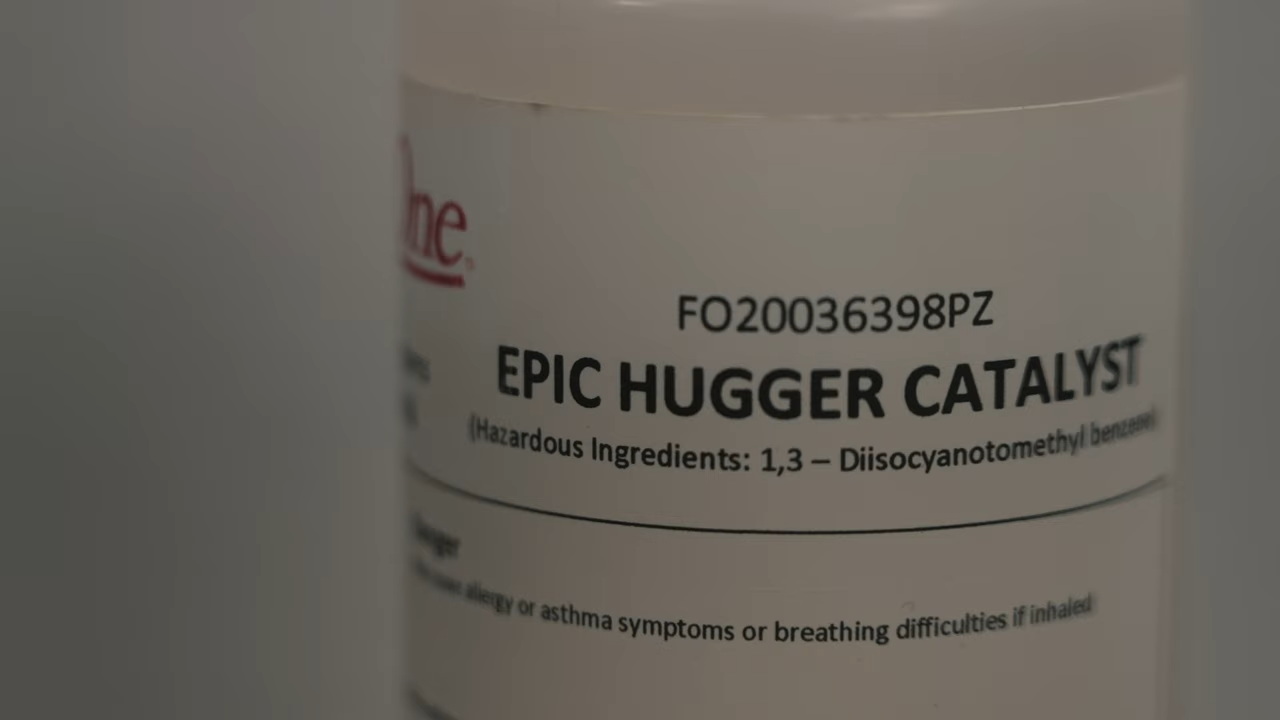 One
FO20036398PZ
EPIC HUGGER CATALYST
(Hazardous Ingredients: 1,3 – Diisocyanotomethyl benzene)
allergy or asthma symptoms or breathing difficulties if inhaled